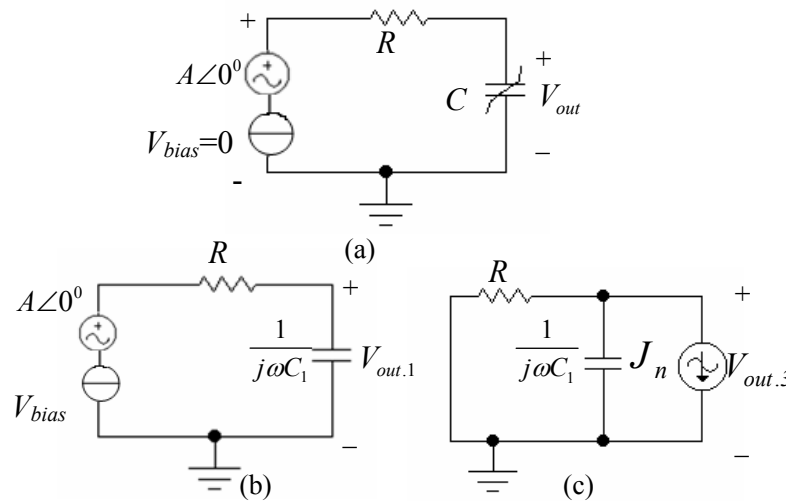 +
R
+
A∠0⁰
C
V_out
V_bias=0
-
–
(a)
R
+
A∠0⁰
1/jωC₁
V_out.1
V_bias
–
(b)
R
+
1/jωC₁
J_n
V_out.3
–
(c)